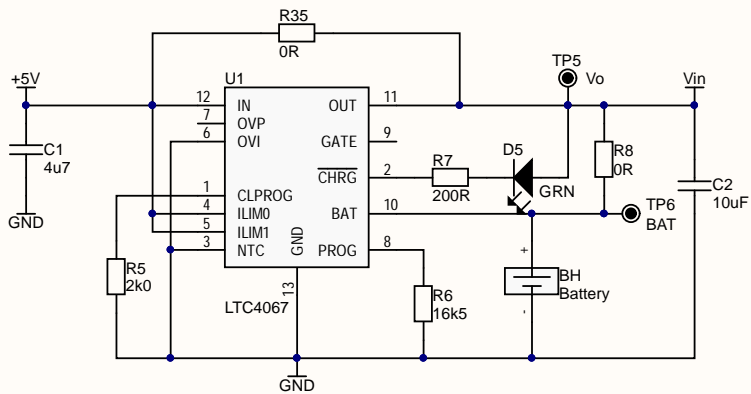 R35
0R
+5V
U1
TP5
Vo
Vin
12
IN
OUT
11
7
OVP
6
OVI
GATE
9
C1
4u7
D5
R8
0R
CHRG
2
R7
200R
GRN
C2
10uF
1
CLPROG
GND
4
ILIM0
BAT
10
TP6
BAT
5
ILIM1
3
NTC
GND
PROG
8
+
R5
2k0
BH
Battery
13
LTC4067
R6
16k5
-
GND